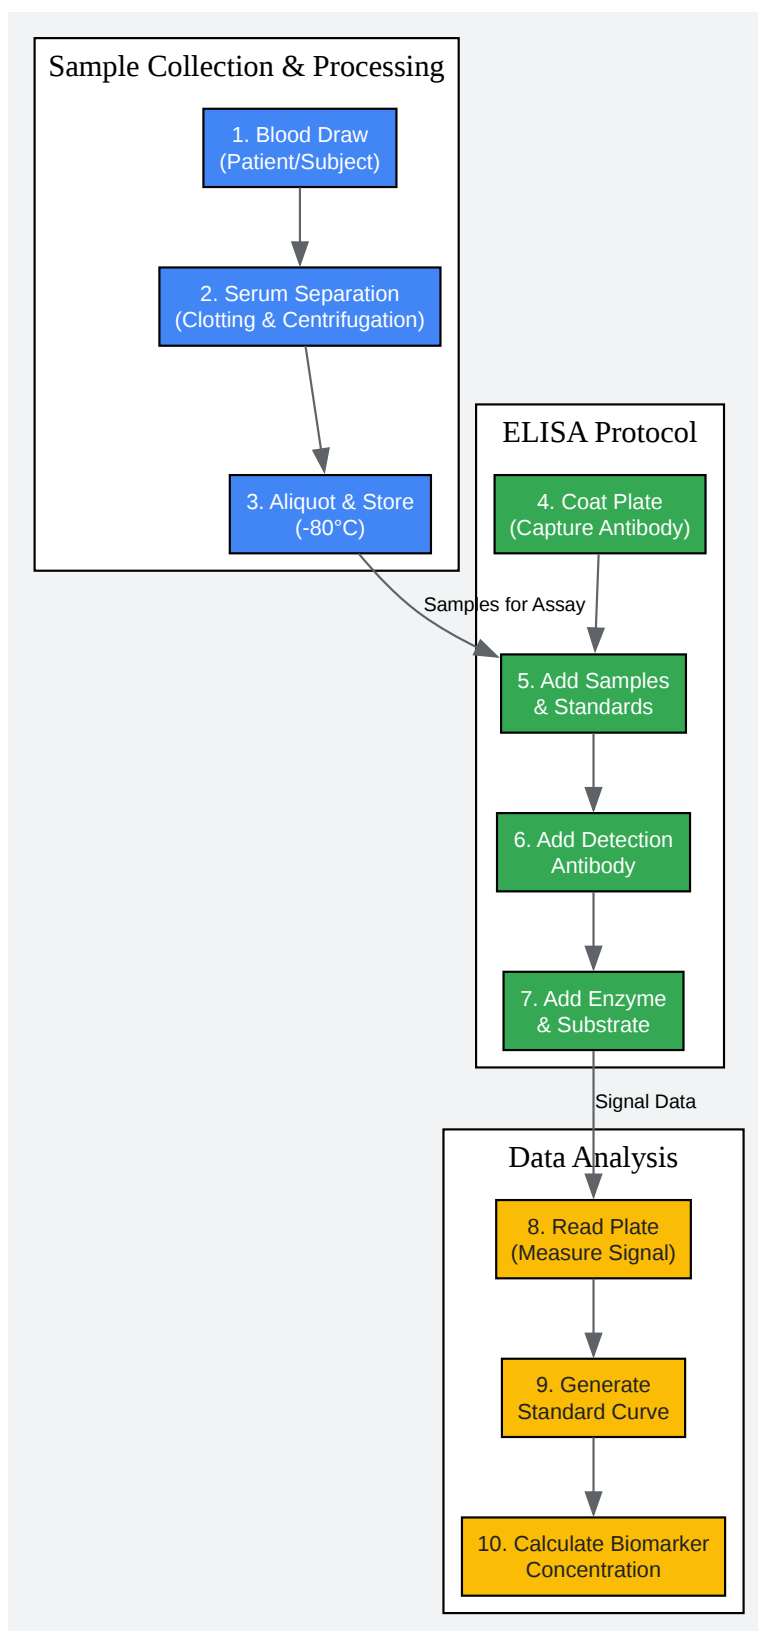 Sample Collection & Processing
1. Blood Draw
(Patient/Subject)
2. Serum Separation
(Clotting & Centrifugation)
3. Aliquot & Store
(-80°C)
ELISA Protocol
4. Coat Plate
(Capture Antibody)
Samples for Assay
5. Add Samples
& Standards
6. Add Detection
Antibody
7. Add Enzyme
& Substrate
Signal Data
Data Analysis
8. Read Plate
(Measure Signal)
9. Generate
Standard Curve
10. Calculate Biomarker
Concentration